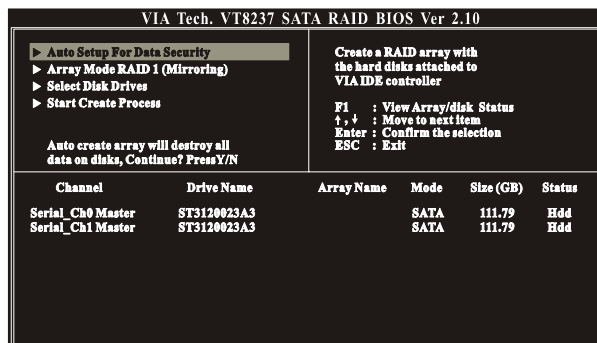 VIA Tech. VT8237 SATA RAID BIOS Ver 2.10
▶ Auto Setup For Data Security
▶ Array Mode RAID 1 (Mirroring)
▶ Select Disk Drives
▶ Start Create Process
Auto create array will destroy all
data on disks, Continue? PressY/N
Create a RAID array with
the hard disks attached to
VIA IDE controller
F1 : View Array/disk Status
↑,↓ : Move to next item
Enter : Confirm the selection
ESC : Exit
Channel Drive Name Array Name Mode Size (GB) Status
Serial_Ch0 Master ST3120023A3 SATA 111.79 Hdd
Serial_Ch1 Master ST3120023A3 SATA 111.79 Hdd